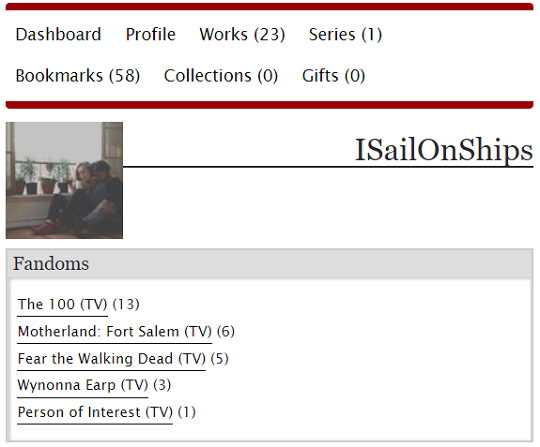 Dashboard Profile Works (23) Series (1)
Bookmarks (58) Collections (0) Gifts (0)
ISailOnShips
Fandoms
The 100 (TV) (13)
Motherland: Fort Salem (TV) (6)
Fear the Walking Dead (TV) (5)
Wynonna Earp (TV) (3)
Person of Interest (TV) (1)